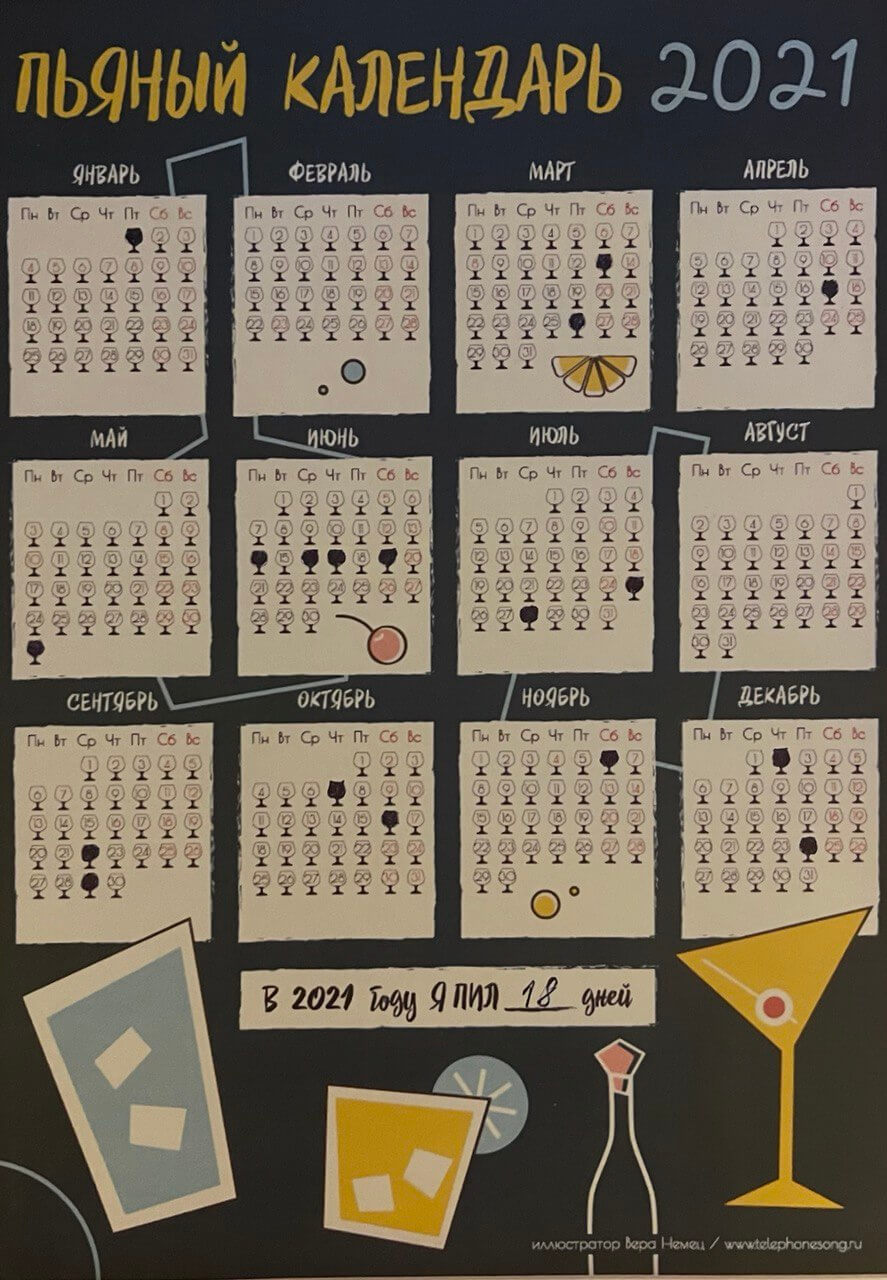 ПЬЯНЫЙ КАЛЕНДАРЬ 2021
ЯНВАРЬ
Пн Вт Ср Чт Пт Сб Вс
2 3
4 5 6 7 8 9 10
11 12 13 14 15 16 17
18 19 20 21 22 23 24
25 26 27 28 29 30 31
ФЕВРАЛЬ
Пн Вт Ср Чт Пт Сб Вс
1 2 3 4 5 6 7
8 9 10 11 12 13 14
15 16 17 18 19 20 21
22 23 24 25 26 27 28
МАРТ
Пн Вт Ср Чт Пт Сб Вс
1 2 3 4 5 6 7
8 9 10 11 12 14
15 16 17 18 19 20 21
22 23 24 25 27 28
29 30 31
АПРЕЛЬ
Пн Вт Ср Чт Пт Сб Вс
1 2 3 4
5 6 7 8 9 10 11
12 13 14 15 16 18
19 20 21 22 23 24 25
26 27 28 29 30
МАЙ
Пн Вт Ср Чт Пт Сб Вс
1 2
3 4 5 6 7 8 9
10 11 12 13 14 15 16
17 18 19 20 21 22 23
24 25 26 27 28 29 30
ИЮНЬ
Пн Вт Ср Чт Пт Сб Вс
1 2 3 4 5 6
7 8 9 10 11 12 13
15 18 20
21 22 23 24 25 26 27
28 29 30
ИЮЛЬ
Пн Вт Ср Чт Пт Сб Вс
1 2 3 4
5 6 7 8 9 10 11
12 13 14 15 16 17 18
19 20 21 22 23 24
26 27 29 30 31
АВГУСТ
Пн Вт Ср Чт Пт Сб Вс
1
2 3 4 5 6 7 8
9 10 11 12 13 14 15
16 17 18 19 20 21 22
23 24 25 26 27 28 29
30 31
СЕНТЯБРЬ
Пн Вт Ср Чт Пт Сб Вс
1 2 3 4 5
6 7 8 9 10 11 12
13 14 15 16 17 18 19
20 21 23 24 25 26
27 28 30
ОКТЯБРЬ
Пн Вт Ср Чт Пт Сб Вс
1 2 3
4 5 6 8 9 10
11 12 13 14 15 17
18 19 20 21 22 23 24
25 26 27 28 29 30 31
НОЯБРЬ
Пн Вт Ср Чт Пт Сб Вс
1 2 3 4 5 7
8 9 10 11 12 13 14
15 16 17 18 19 20 21
22 23 24 25 26 27 28
29 30
ДЕКАБРЬ
Пн Вт Ср Чт Пт Сб Вс
1 3 4 5
6 7 8 9 10 11 12
13 14 15 16 17 18 19
20 21 22 23 25 26
27 28 29 30 31
В 2021 году Я ПИЛ 18 дней
иллюстратор Вера Немец / www.telephonesong.ru